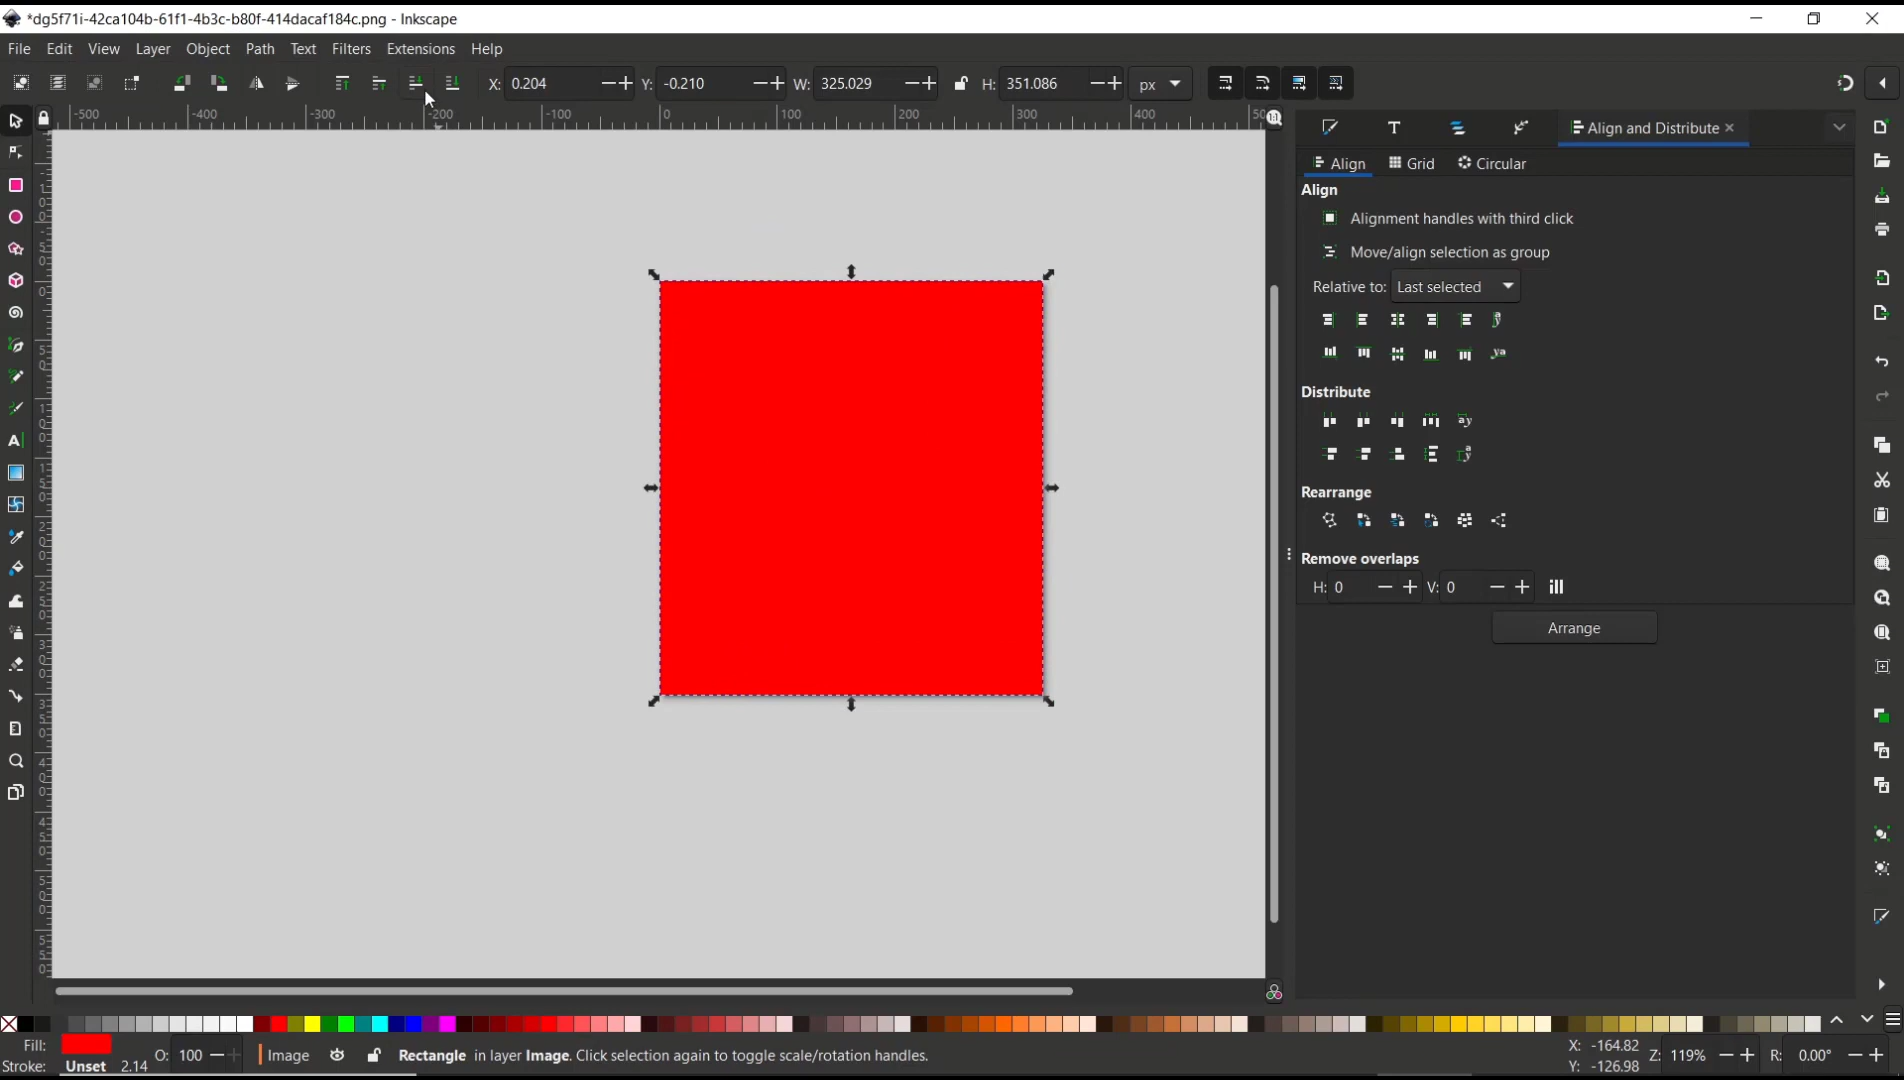 *dg5f71i-42ca104b-61f1-4b3c-b80f-414dacaf184c.png - Inkscape
File Edit View Layer Object Path Text Filters Extensions Help
X: 0.204 Y: -0.210 W: 325.029 H: 351.086 px
-500 -400 -300 -200 -100 0 100 200 300 400 50
Align and Distribute
Align Grid Circular
Align
Alignment handles with third click
Move/align selection as group
Relative to: Last selected
Distribute
Rearrange
Remove overlaps
H: 0 V: 0
Arrange
Fill: O: 100 Image Rectangle in layer Image. Click selection again to toggle scale/rotation handles. X: -164.82 Z: 119% R: 0.00°
Stroke: Unset 2.14 Y: -126.98